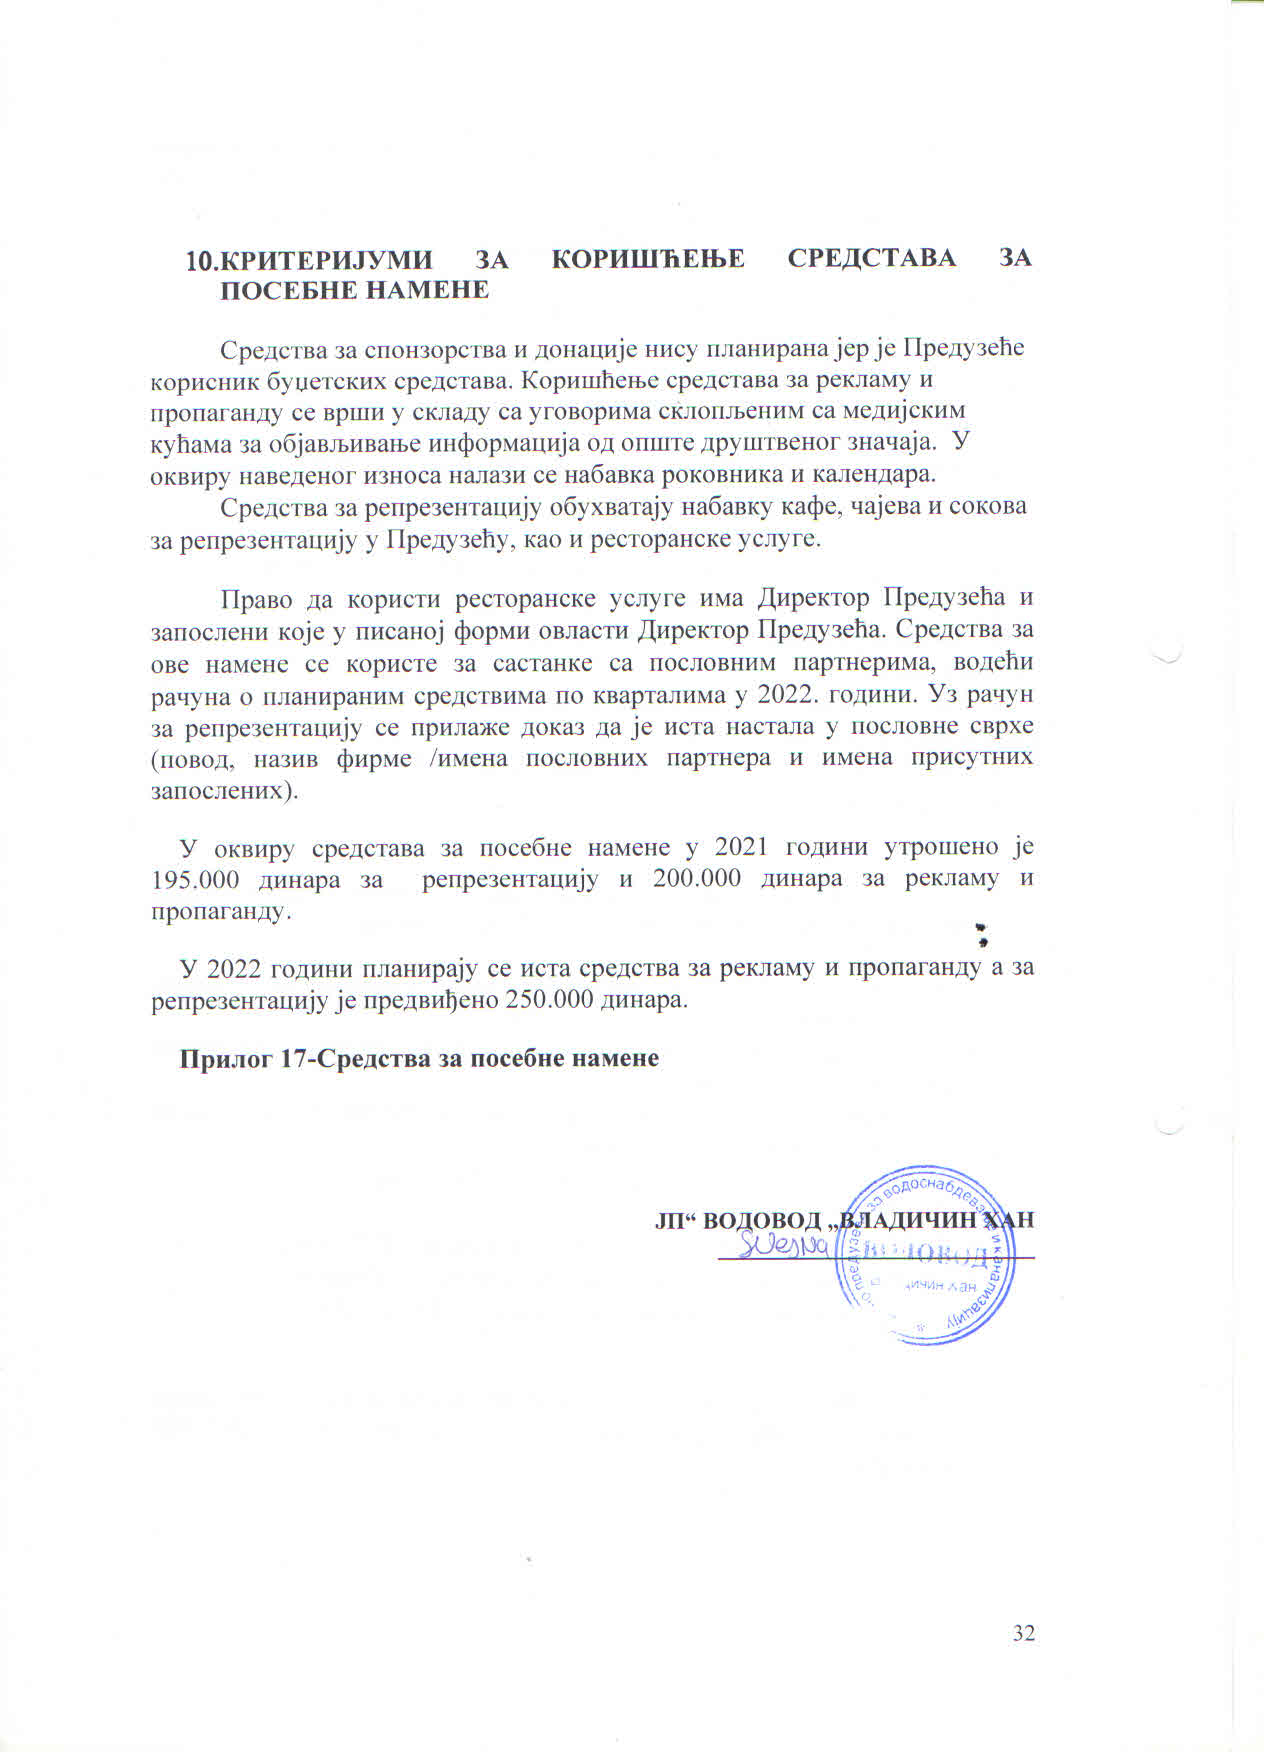 10.КРИТЕРИЈУМИ ЗА КОРИШЋЕЊЕ СРЕДСТАВА ЗА
ПОСЕБНЕ НАМЕНЕ
Средства за спонзорства и донације нису планирана јер је Предузеће
корисник буџетских средстава. Коришћење средстава за рекламу и
пропаганду се врши у складу са уговорима склопљеним са медијским
кућама за објављивање информација од опште друштвеног значаја. У
оквиру наведеног износа налази се набавка роковника и календара.
Средства за репрезентацију обухватају набавку кафе, чајева и сокова
за репрезентацију у Предузећу, као и ресторанске услуге.
Право да користи ресторанске услуге има Директор Предузећа и
запослени које у писаној форми овласти Директор Предузећа. Средства за
ове намене се користе за састанке са пословним партнерима, водећи
рачуна о планираним средствима по кварталима у 2022. години. Уз рачун
за репрезентацију се прилаже доказ да је иста настала у пословне сврхе
(повод, назив фирме /имена пословних партнера и имена присутних
запослених).
У оквиру средстава за посебне намене у 2021 години утрошено је
195.000 динара за репрезентацију и 200.000 динара за рекламу и
пропаганду.
У 2022 години планирају се иста средства за рекламу и пропаганду а за
репрезентацију је предвиђено 250.000 динара.
Прилог 17-Средства за посебне намене
ЈП“ ВОДОВОД „ВЛАДИЧИН ХАН
за водоснабдевање и канализацију
ВОДОВОД
32